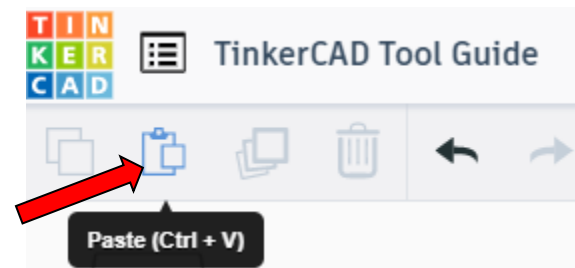 TIN
KER
CAD
TinkerCAD Tool Guide
Paste (Ctrl + V)